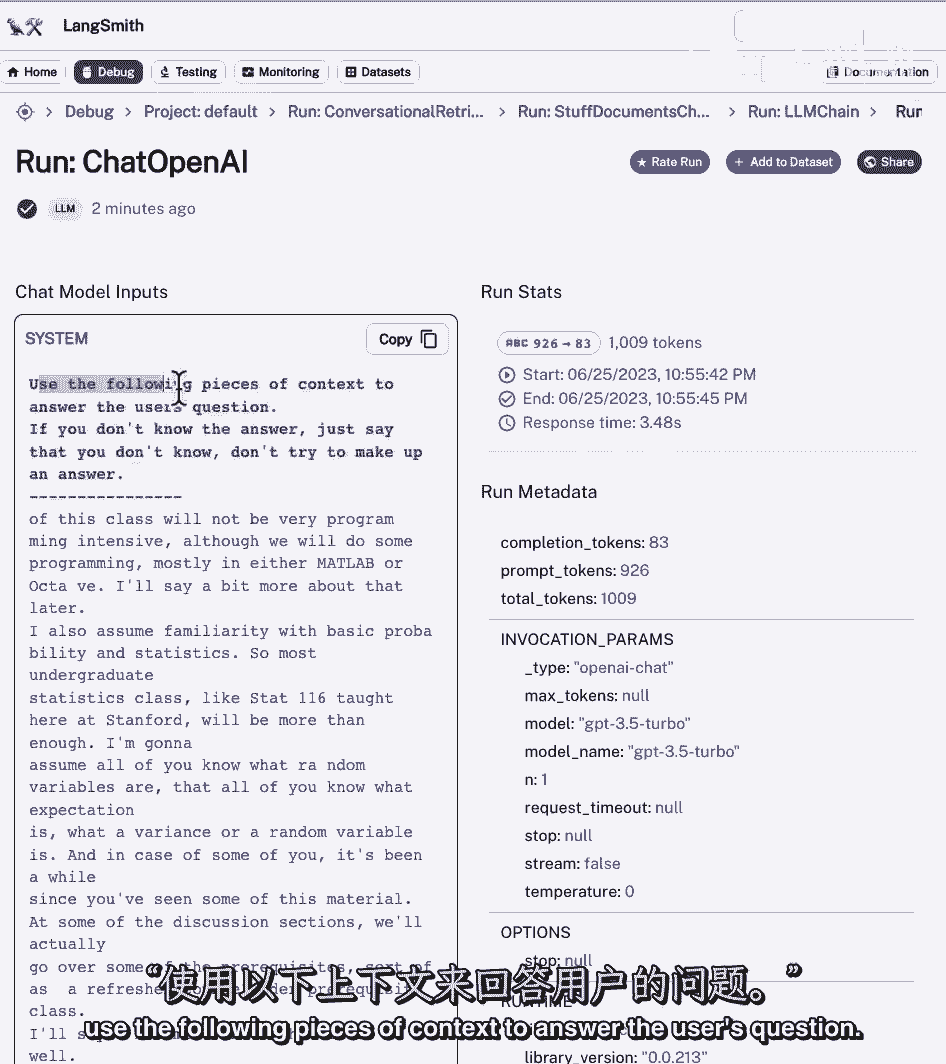 LangSmith
Home
Debug
Testing
Monitoring
Datasets
Documentation
Debug
Project: default
Run: ConversationalRetri...
Run: StuffDocumentsCh...
Run: LLMChain
Run
Run: ChatOpenAI
Rate Run
+ Add to Dataset
Share
LLM
2 minutes ago
Chat Model Inputs
SYSTEM
Copy
Use the following pieces of context to
answer the users question.
If you don't know the answer, just say
that you don't know, don't try to make up
an answer.
----------------
of this class will not be very program
ming intensive, although we will do some
programming, mostly in either MATLAB or
Octa ve. I'll say a bit more about that
later.
I also assume familiarity with basic proba
bility and statistics. So most
undergraduate
statistics class, like Stat 116 taught
here at Stanford, will be more than
enough. I'm gonna
assume all of you know what ra ndom
variables are, that all of you know what
expectation
is, what a variance or a random variable
is. And in case of some of you, it's been
a while
since you've seen some of this material.
At some of the discussion sections, we'll
actually
go over some of the prerequisites, sort of
as a refresher
class.
well.
Run Stats
ABC 926 → 83
1,009 tokens
Start: 06/25/2023, 10:55:42 PM
End: 06/25/2023, 10:55:45 PM
Response time: 3.48s
Run Metadata
completion_tokens: 83
prompt_tokens: 926
total_tokens: 1009
INVOCATION_PARAMS
_type: "openai-chat"
max_tokens: null
model: "gpt-3.5-turbo"
model_name: "gpt-3.5-turbo"
n: 1
request_timeout: null
stop: null
stream: false
temperature: 0
OPTIONS
stop: null
RUNTIME
library_version: "0.0.213"
“使用以下上下文来回答用户的问题。”
use the following pieces of context to answer the user's question.